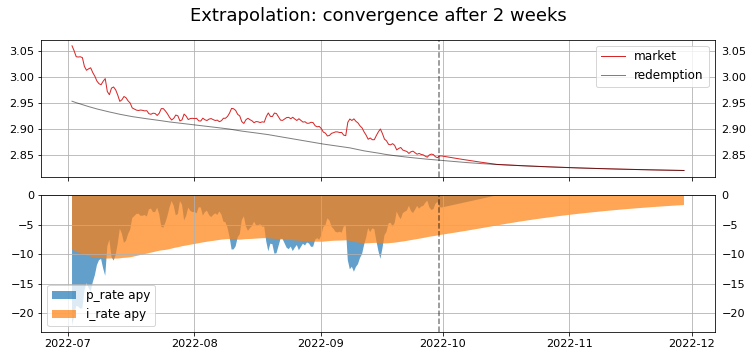 Extrapolation: convergence after 2 weeks
3.05 3.05
3.00 3.00
2.95 2.95
2.90 2.90
2.85 2.85
market
redemption
0 0
−5 −5
−10 −10
−15 −15
−20 −20
p_rate apy
i_rate apy
2022-07 2022-08 2022-09 2022-10 2022-11 2022-12